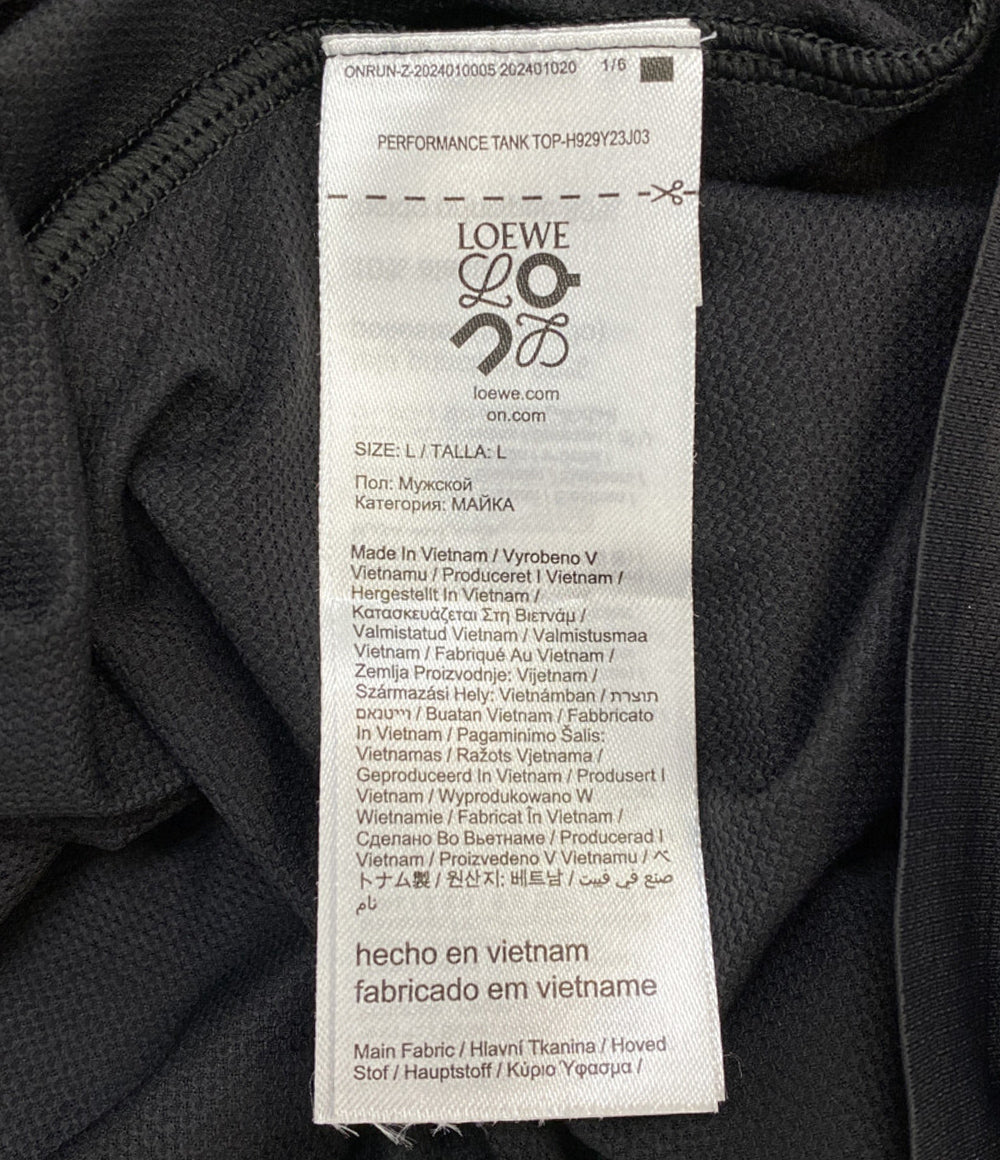 ONRUN-Z-2024010005 202401020 1/6
PERFORMANCE TANK TOP-H929Y23J03
LOEWE
loewe.com
on.com
SIZE: L / TALLA: L
Пол: Мужской
Категория: МАЙКА
Made In Vietnam / Vyrobeno V
Vietnamu / Produceret I Vietnam /
Hergestellt In Vietnam /
Κατασκευάζεται Στη Βιετνάμ /
Valmistatud Vietnam / Valmistusmaa
Vietnam / Fabriqué Au Vietnam /
Zemlja Proizvodnje: Vijetnam /
Származási Hely: Vietnámban / תוצרת
וייטנאם / Buatan Vietnam / Fabbricato
In Vietnam / Pagaminimo Šalis:
Vietnamas / Ražots Vjetnama /
Geproduceerd In Vietnam / Produsert I
Vietnam / Wyprodukowano W
Wietnamie / Fabricat În Vietnam /
Сделано Во Вьетнаме / Producerad I
Vietnam / Proizvedeno V Vietnamu / ベ
トナム製 / 원산지: 베트남 / صنع في فييت
نام
hecho en vietnam
fabricado em vietname
Main Fabric / Hlavní Tkanina / Hoved
Stof / Hauptstoff / Κύριο Ύφασμα /